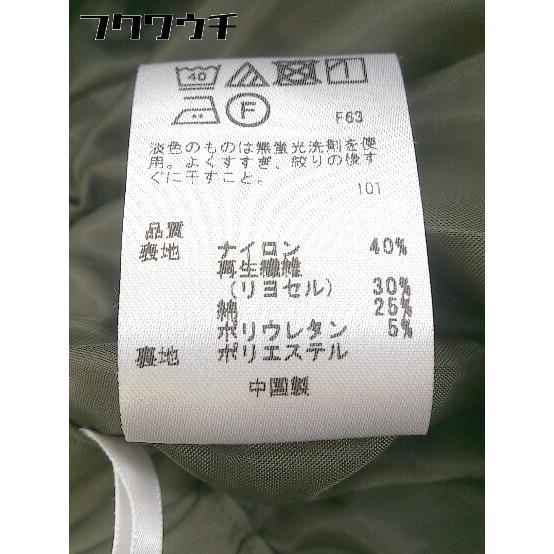 フクワウチ
40
F
F63
淡色のものは無蛍光洗剤を使
用。よくすすぎ、絞りの後す
ぐに干すこと。
101
品質
表地 ナイロン 40%
再生繊維
（リヨセル） 30%
綿 25%
ポリウレタン 5%
裏地 ポリエステル
中国製